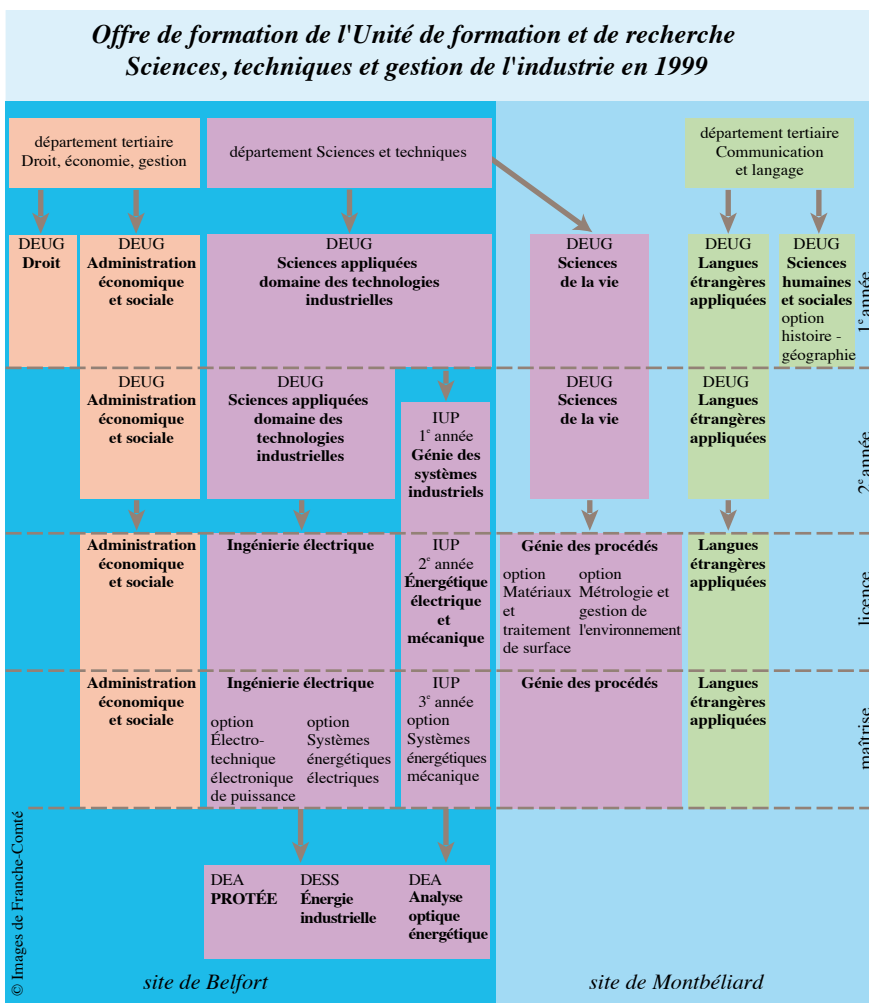 Offre de formation de l'Unité de formation et de recherche
Sciences, techniques et gestion de l'industrie en 1999
département tertiaire
Droit, économie, gestion
département Sciences et techniques
département tertiaire
Communication
et langage
DEUG
Droit
DEUG
Administration
économique
et sociale
DEUG
Sciences appliquées
domaine des technologies
industrielles
DEUG
Sciences
de la vie
DEUG
Langues
étrangères
appliquées
DEUG
Sciences
humaines
et sociales
option
histoire -
géographie
1e année
DEUG
Administration
économique
et sociale
DEUG
Sciences appliquées
domaine des
technologies
industrielles
IUP
1e année
Génie des
systèmes
industriels
DEUG
Sciences
de la vie
DEUG
Langues
étrangères
appliquées
2e année
Administration
économique
et sociale
Ingénierie électrique
IUP
2e année
Énergétique
électrique
et
mécanique
Génie des procédés
option
Matériaux
et
traitement
de surface
option
Métrologie et
gestion de
l'environnement
Langues
étrangères
appliquées
licence
Administration
économique
et sociale
Ingénierie électrique
option
Électro-
technique
électronique
de puissance
option
Systèmes
énergétiques
électriques
IUP
3e année
option
Systèmes
énergétiques
mécanique
Génie des procédés
Langues
étrangères
appliquées
maîtrise
DEA
PROTÉE
DESS
Énergie
industrielle
DEA
Analyse
optique
énergétique
site de Belfort
site de Montbéliard
© Images de Franche-Comté